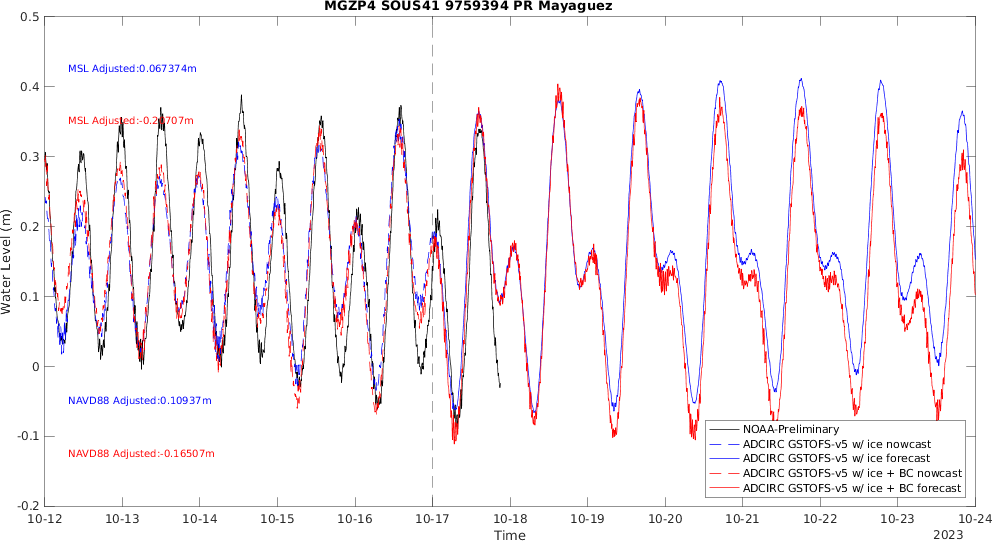 MGZP4 SOUS41 9759394 PR Mayaguez
0.5
0.4
0.3
0.2
0.1
0
-0.1
-0.2
Water Level (m)
MSL Adjusted:0.067374m
MSL
NAVD88 Adjusted:0.10937m
NAVD88 Adjusted:-0.16507m
NOAA-Preliminary
ADCIRC GSTOFS-v5 w/ ice nowcast
ADCIRC GSTOFS-v5 w/ ice forecast
ADCIRC GSTOFS-v5 w/ ice + BC nowcast
ADCIRC GSTOFS-v5 w/ ice + BC forecast
10-12 10-13 10-14 10-15 10-16 10-17 10-18 10-19 10-20 10-21 10-22 10-23 10-24
Time
2023